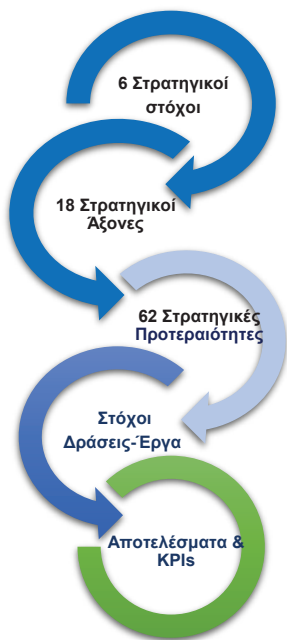 6 Στρατηγικοί
στόχοι
18 Στρατηγικοί
Άξονες
62 Στρατηγικές
Προτεραιότητες
Στόχοι
Δράσεις-Έργα
Αποτελέσματα &
KPIs